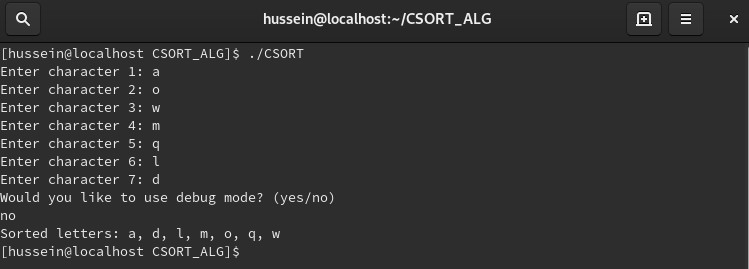 hussein@localhost:~/CSORT_ALG
[hussein@localhost CSORT_ALG]$ ./CSORT
Enter character 1: a
Enter character 2: o
Enter character 3: w
Enter character 4: m
Enter character 5: q
Enter character 6: l
Enter character 7: d
Would you like to use debug mode? (yes/no)
no
Sorted letters: a, d, l, m, o, q, w
[hussein@localhost CSORT_ALG]$